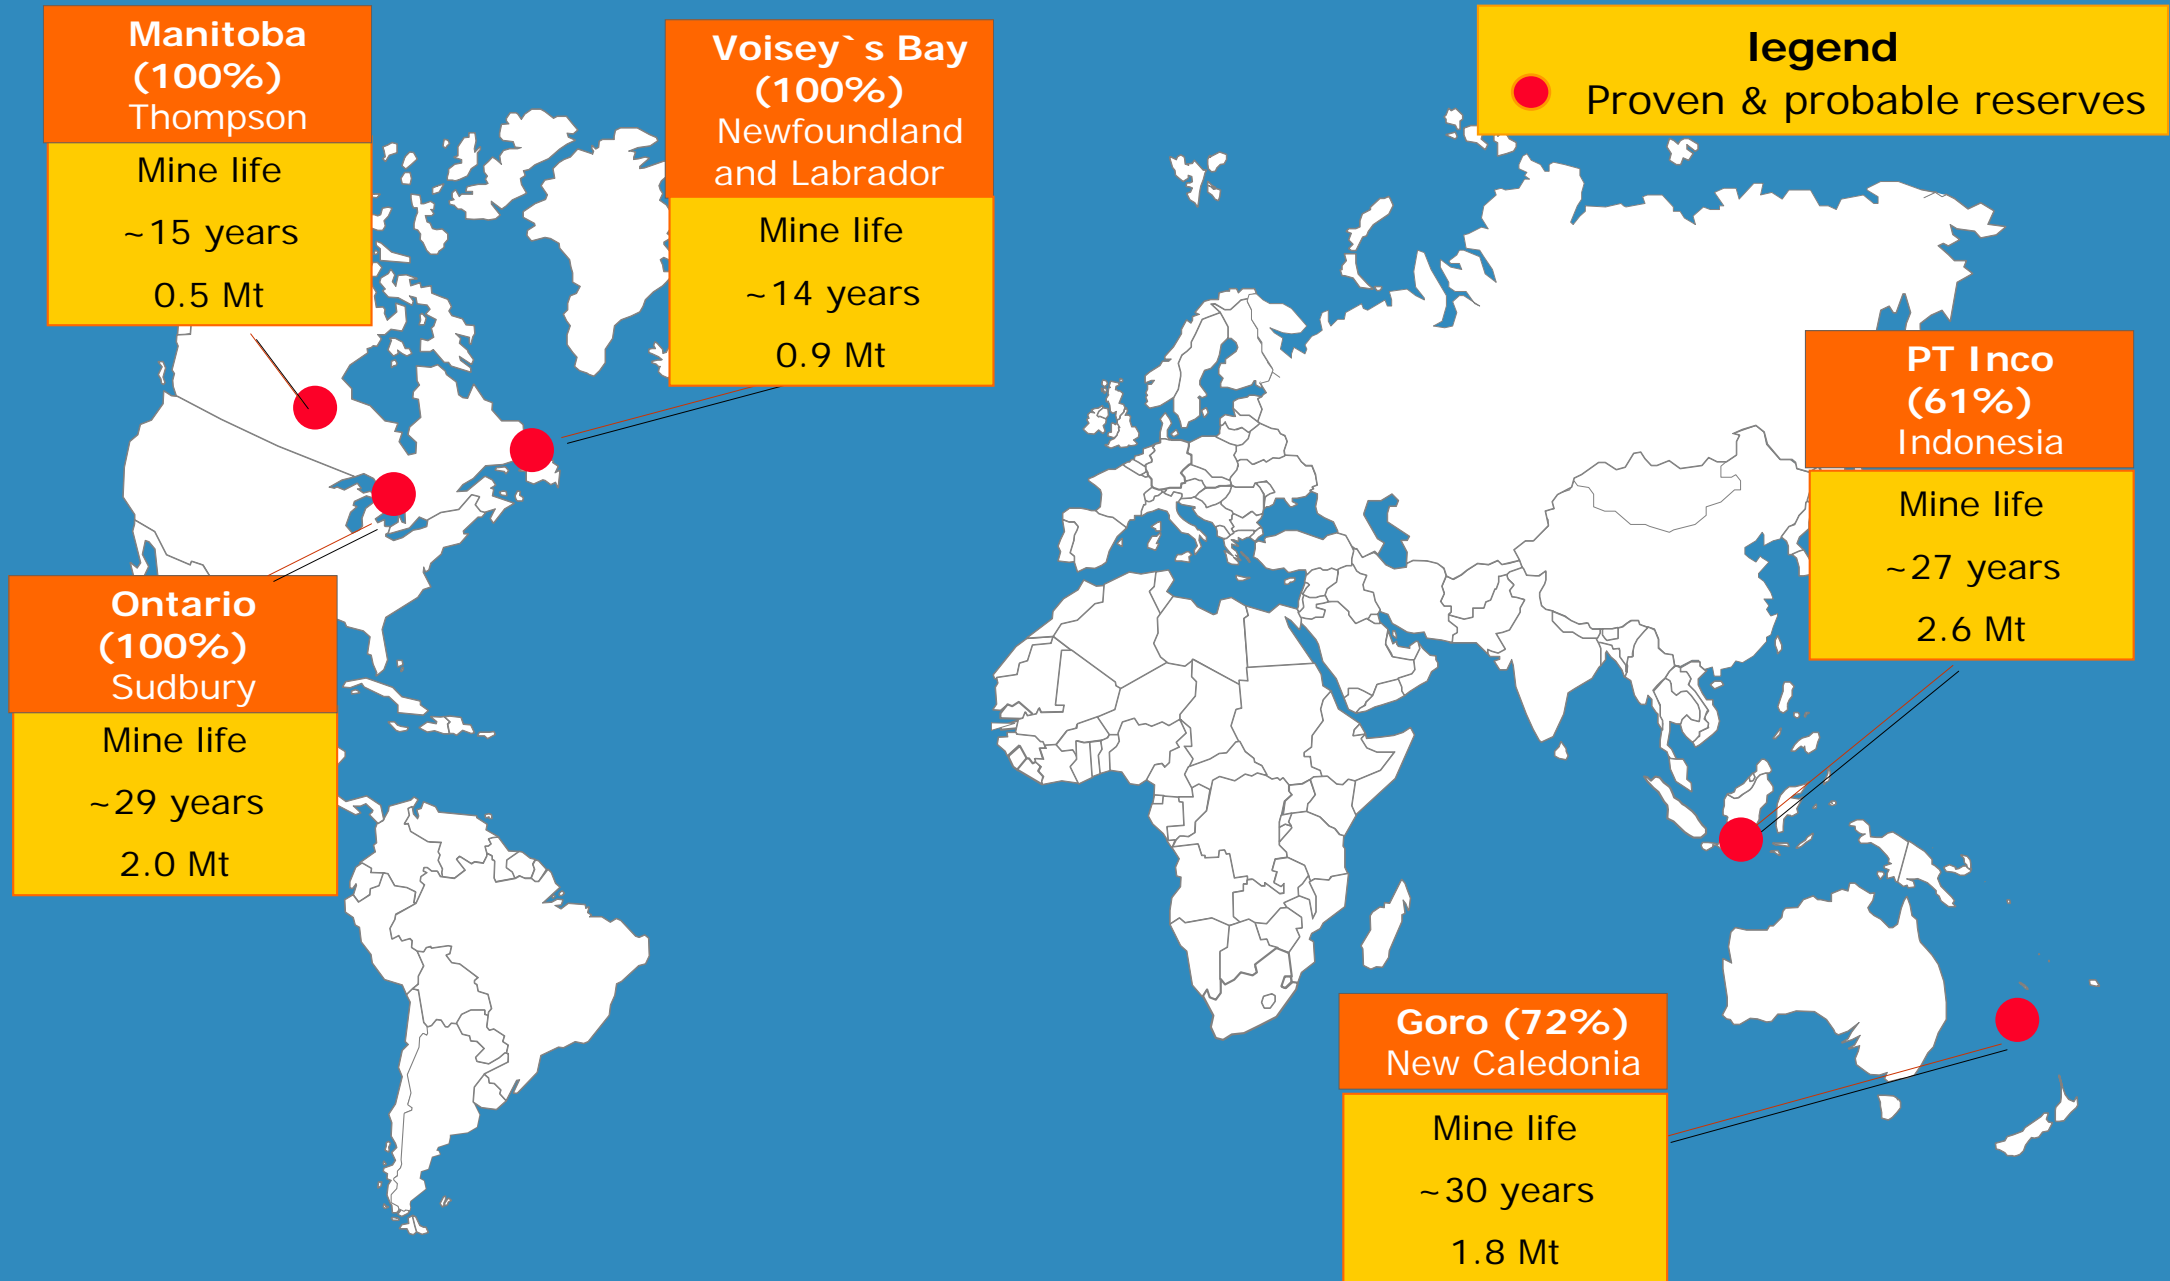 Manitoba
(100%)
Thompson
Mine life
~15 years
0.5 Mt
Voisey`s Bay
(100%)
Newfoundland
and Labrador
Mine life
~14 years
0.9 Mt
legend
Proven & probable reserves
PT Inco
(61%)
Indonesia
Mine life
~27 years
2.6 Mt
Ontario
(100%)
Sudbury
Mine life
~29 years
2.0 Mt
Goro (72%)
New Caledonia
Mine life
~30 years
1.8 Mt